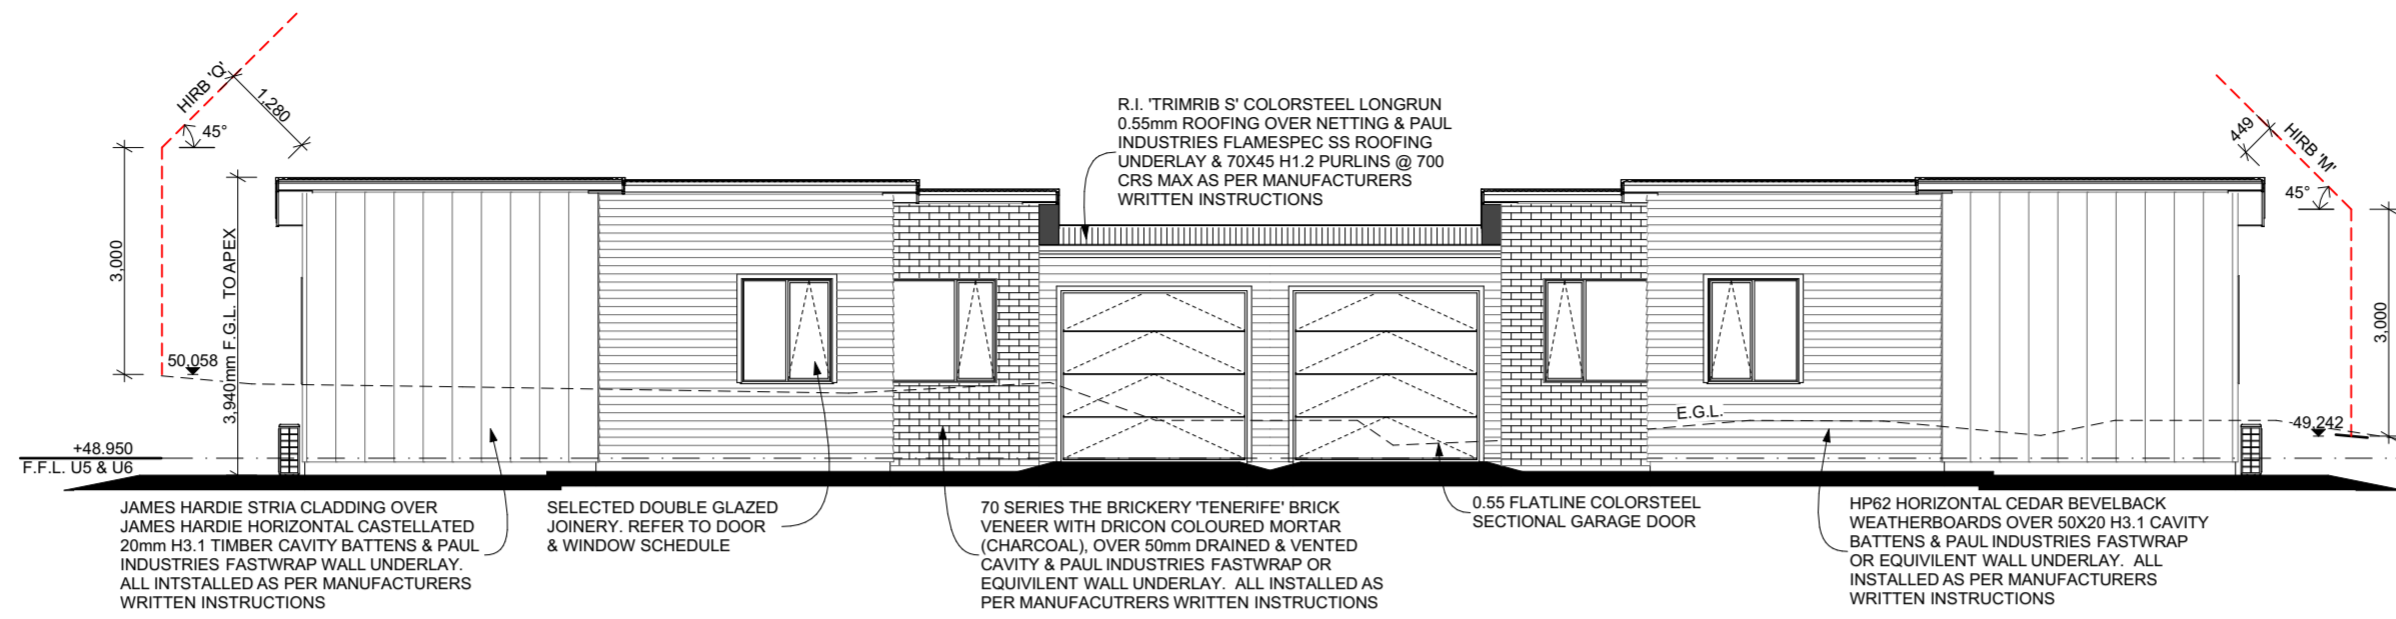 HIRB 'Q'
1,280
45°
3,000
3,940mm F.G.L. TO APEX
50.058
+48.950
F.F.L. U5 & U6
R.I. 'TRIMRIB S' COLORSTEEL LONGRUN
0.55mm ROOFING OVER NETTING & PAUL
INDUSTRIES FLAMESPEC SS ROOFING
UNDERLAY & 70X45 H1.2 PURLINS @ 700
CRS MAX AS PER MANUFACTURERS
WRITTEN INSTRUCTIONS
449
HIRB 'M'
45°
3,000
E.G.L.
49.242
JAMES HARDIE STRIA CLADDING OVER
JAMES HARDIE HORIZONTAL CASTELLATED
20mm H3.1 TIMBER CAVITY BATTENS & PAUL
INDUSTRIES FASTWRAP WALL UNDERLAY.
ALL INTSTALLED AS PER MANUFACTURERS
WRITTEN INSTRUCTIONS
SELECTED DOUBLE GLAZED
JOINERY. REFER TO DOOR
& WINDOW SCHEDULE
70 SERIES THE BRICKERY 'TENERIFE' BRICK
VENEER WITH DRICON COLOURED MORTAR
(CHARCOAL), OVER 50mm DRAINED & VENTED
CAVITY & PAUL INDUSTRIES FASTWRAP OR
EQUIVILENT WALL UNDERLAY. ALL INSTALLED AS
PER MANUFACUTRERS WRITTEN INSTRUCTIONS
0.55 FLATLINE COLORSTEEL
SECTIONAL GARAGE DOOR
HP62 HORIZONTAL CEDAR BEVELBACK
WEATHERBOARDS OVER 50X20 H3.1 CAVITY
BATTENS & PAUL INDUSTRIES FASTWRAP
OR EQUIVILENT WALL UNDERLAY. ALL
INSTALLED AS PER MANUFACTURERS
WRITTEN INSTRUCTIONS